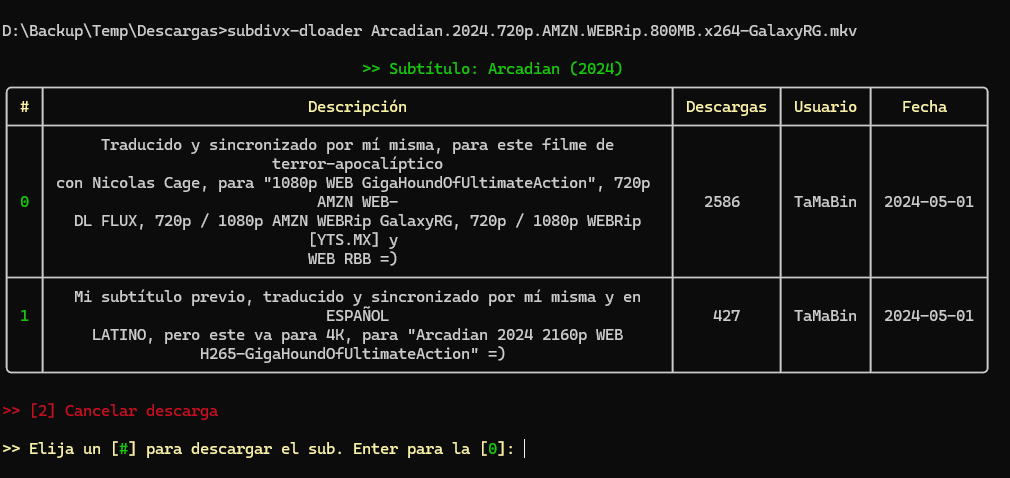 D:\Backup\Temp\Descargas>subdivx-dloader Arcadian.2024.720p.AMZN.WEBRip.800MB.x264-GalaxyRG.mkv
>> Subtítulo: Arcadian (2024)
# Descripción Descargas Usuario Fecha
Traducido y sincronizado por mí misma, para este filme de
terror-apocalíptico
con Nicolas Cage, para "1080p WEB GigaHoundOfUltimateAction", 720p
0 AMZN WEB- 2586 TaMaBin 2024-05-01
DL FLUX, 720p / 1080p AMZN WEBRip GalaxyRG, 720p / 1080p WEBRip
[YTS.MX] y
WEB RBB =)
Mi subtítulo previo, traducido y sincronizado por mí misma y en
1 ESPAÑOL 427 TaMaBin 2024-05-01
LATINO, pero este va para 4K, para "Arcadian 2024 2160p WEB
H265-GigaHoundOfUltimateAction" =)
>> [2] Cancelar descarga
>> Elija un [#] para descargar el sub. Enter para la [0]: